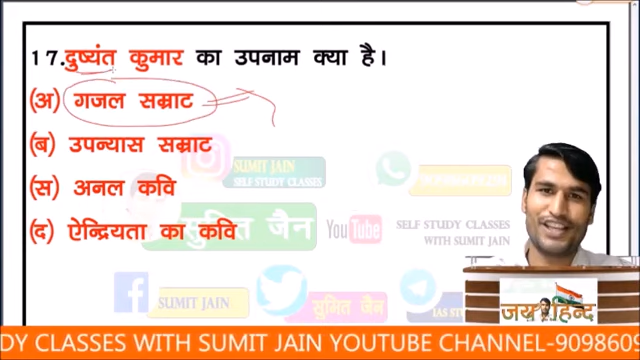 17.दुष्यंत कुमार का उपनाम क्या है।
(अ) गजल सम्राट
(ब) उपन्यास सम्राट
(स) अनल कवि
(द) ऐन्द्रियता का कवि
SUMIT JAIN
SELF STUDY CLASSES
सुमित जैन
YouTube
SELF STUDY CLASSES
WITH SUMIT JAIN
SUMIT JAIN
सुमित जैन
जय हिन्द
DY CLASSES WITH SUMIT JAIN YOUTUBE CHANNEL-9098609